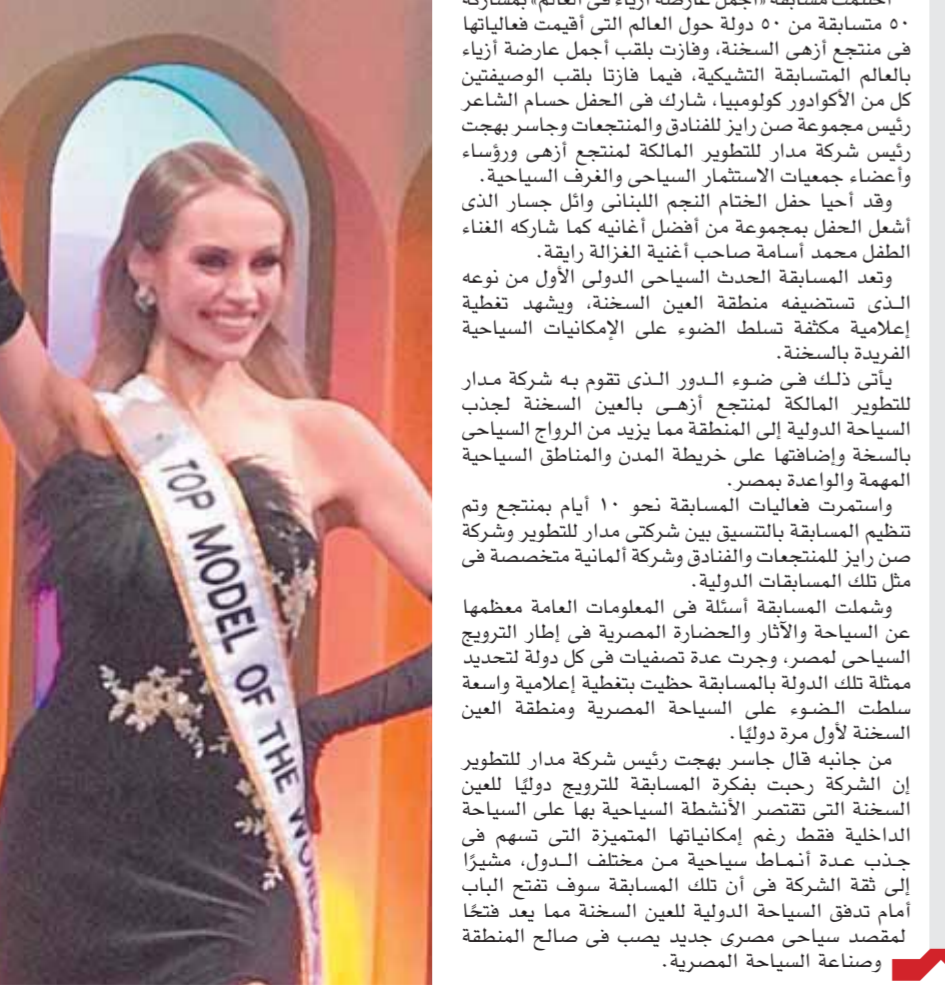 اختتمت مسابقة «أجمل عارضة أزياء فى العالم» بمشاركة
٥٠ متسابقة من ٥٠ دولة حول العالم التى أقيمت فعالياتها
فى منتجع أزهى السخنة، وفازت بلقب أجمل عارضة أزياء
بالعالم المتسابقة التشيكية، فيما فازتا بلقب الوصيفتين
كل من الأكوادور كولومبيا، شارك فى الحفل حسام الشاعر
رئيس مجموعة صن رايز للفنادق والمنتجعات وجاسر بهجت
رئيس شركة مدار للتطوير المالكة لمنتجع أزهى ورؤساء
وأعضاء جمعيات الاستثمار السياحى والغرف السياحية.
وقد أحيا حفل الختام النجم اللبنانى وائل جسار الذى
أشعل الحفل بمجموعة من أفضل أغانيه كما شاركه الغناء
الطفل محمد أسامة صاحب أغنية الغزالة رايقة.
وتعد المسابقة الحدث السياحى الدولى الأول من نوعه
الذى تستضيفه منطقة العين السخنة، ويشهد تغطية
إعلامية مكثفة تسلط الضوء على الإمكانيات السياحية
الفريدة بالسخنة.
يأتى ذلك فى ضوء الدور الذى تقوم به شركة مدار
للتطوير المالكة لمنتجع أزهى بالعين السخنة لجذب
السياحة الدولية إلى المنطقة مما يزيد من الرواج السياحى
بالسخة وإضافتها على خريطة المدن والمناطق السياحية
المهمة والواعدة بمصر.
واستمرت فعاليات المسابقة نحو ١٠ أيام بمنتجع وتم
تنظيم المسابقة بالتنسيق بين شركتى مدار للتطوير وشركة
صن رايز للمنتجعات والفنادق وشركة ألمانية متخصصة فى
مثل تلك المسابقات الدولية.
وشملت المسابقة أسئلة فى المعلومات العامة معظمها
عن السياحة والآثار والحضارة المصرية فى إطار الترويج
السياحى لمصر، وجرت عدة تصفيات فى كل دولة لتحديد
ممثلة تلك الدولة بالمسابقة حظيت بتغطية إعلامية واسعة
سلطت الضوء على السياحة المصرية ومنطقة العين
السخنة لأول مرة دوليًا.
من جانبه قال جاسر بهجت رئيس شركة مدار للتطوير
إن الشركة رحبت بفكرة المسابقة للترويج دوليًا للعين
السخنة التى تقتصر الأنشطة السياحية بها على السياحة
الداخلية فقط رغم إمكانياتها المتميزة التى تسهم فى
جذب عدة أنماط سياحية من مختلف الدول، مشيرًا
إلى ثقة الشركة فى أن تلك المسابقة سوف تفتح الباب
أمام تدفق السياحة الدولية للعين السخنة مما يعد فتحًا
لمقصد سياحى مصرى جديد يصب فى صالح المنطقة
وصناعة السياحة المصرية.
TOP MODEL OF THE